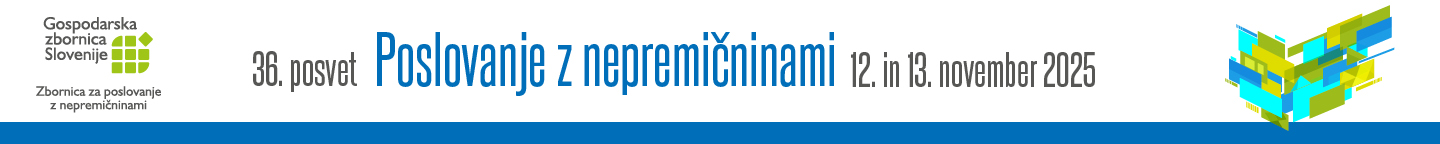 Gospodarska
zbornica
Slovenije
Zbornica za poslovanje
z nepremičninami
36. posvet Poslovanje z nepremičninami 12. in 13. november 2025